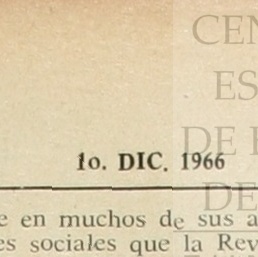 CEN
ES
DE
1o. DIC. 1966
DE
e en muchos de sus a
es sociales que la Rev